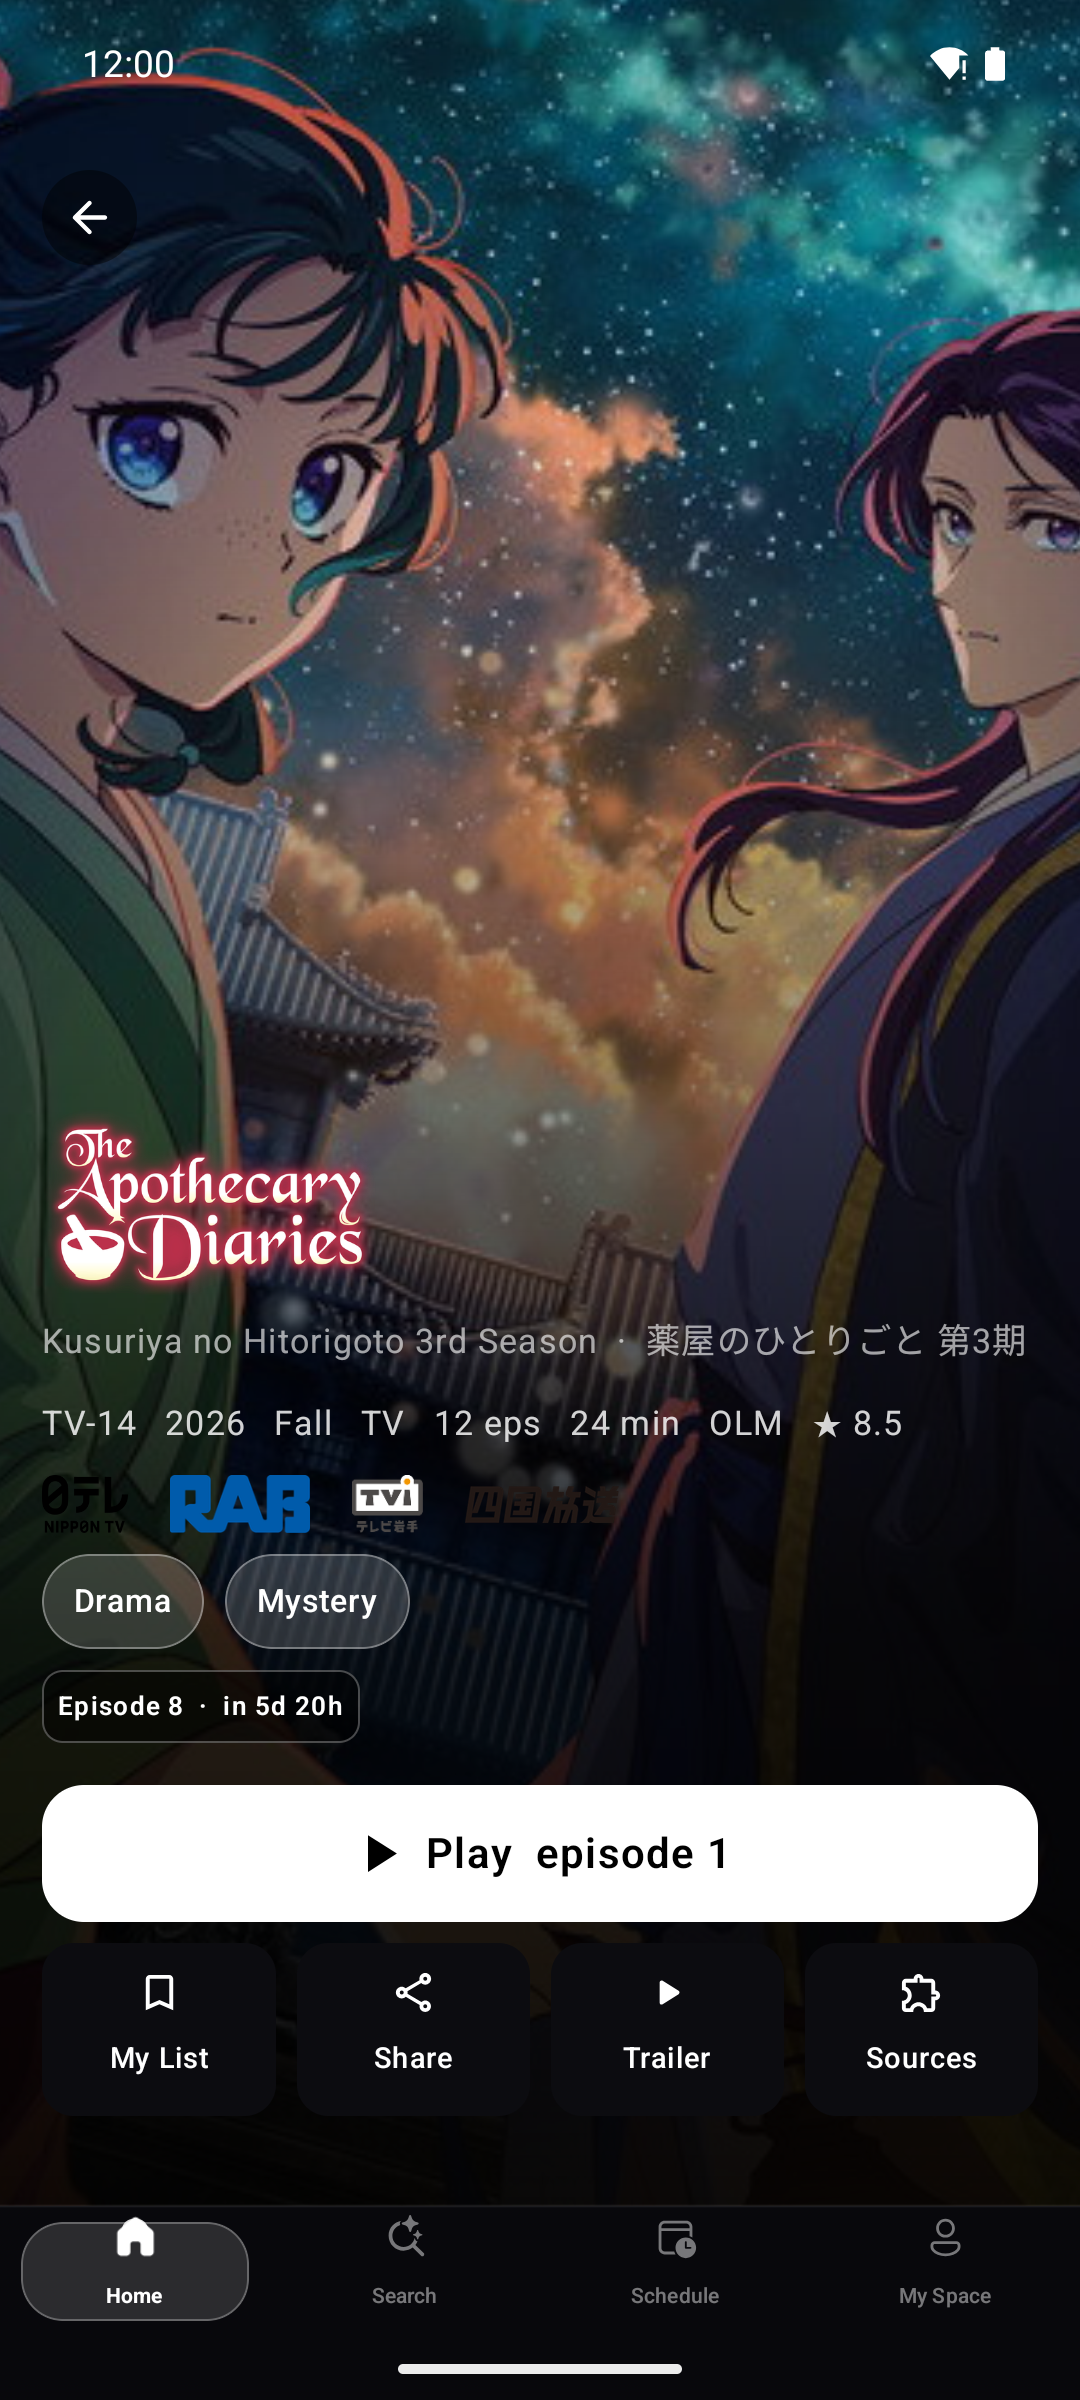 12:00
The
Apothecary
Diaries
Kusuriya no Hitorigoto 3rd Season · 薬屋のひとりごと 第3期
TV-14 2026 Fall TV 12 eps 24 min OLM ★ 8.5
日テレ RAB TVi 四国放送
NIPPON TV テレビ岩手
Drama Mystery
Episode 8 · in 5d 20h
Play episode 1
My List Share Trailer Sources
Home Search Schedule My Space